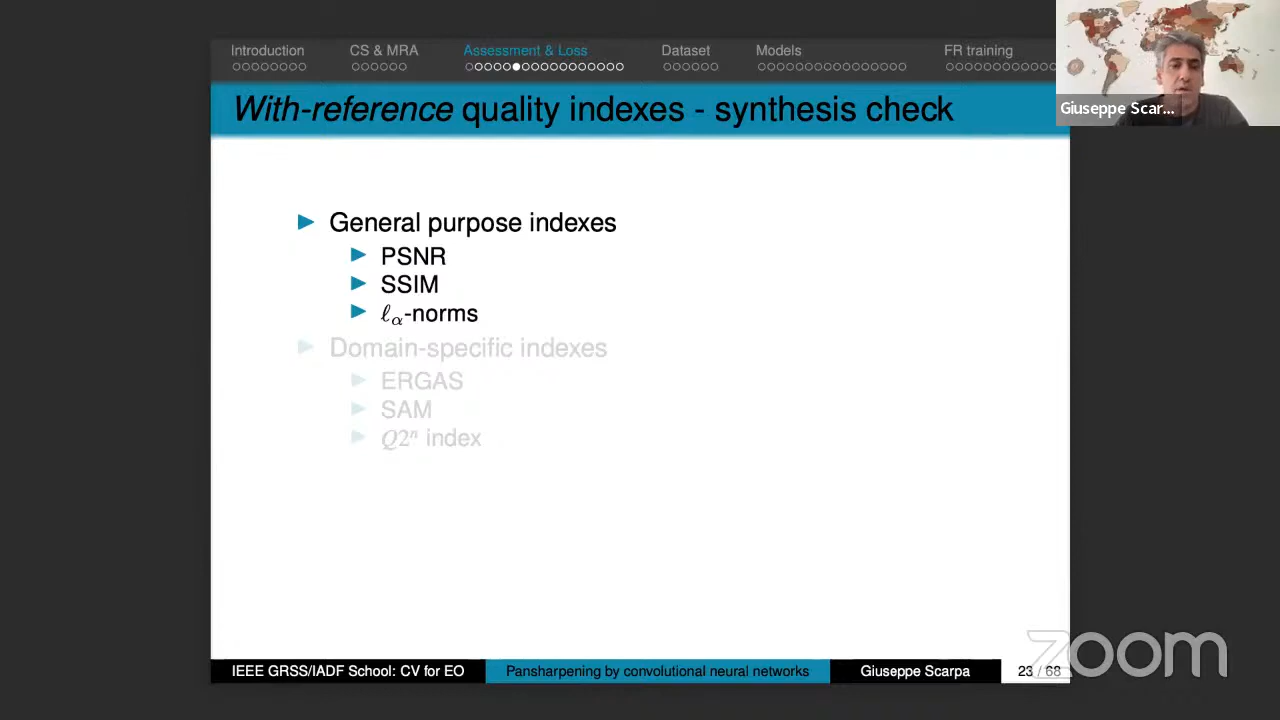 Introduction
CS & MRA
Assessment & Loss
Dataset
Models
FR training
With-reference quality indexes - synthesis check
Giuseppe Scar...
General purpose indexes
PSNR
SSIM
ℓα-norms
Domain-specific indexes
ERGAS
SAM
Q2ⁿ index
IEEE GRSS/IADF School: CV for EO
Pansharpening by convolutional neural networks
Giuseppe Scarpa
23 / 68
zoom